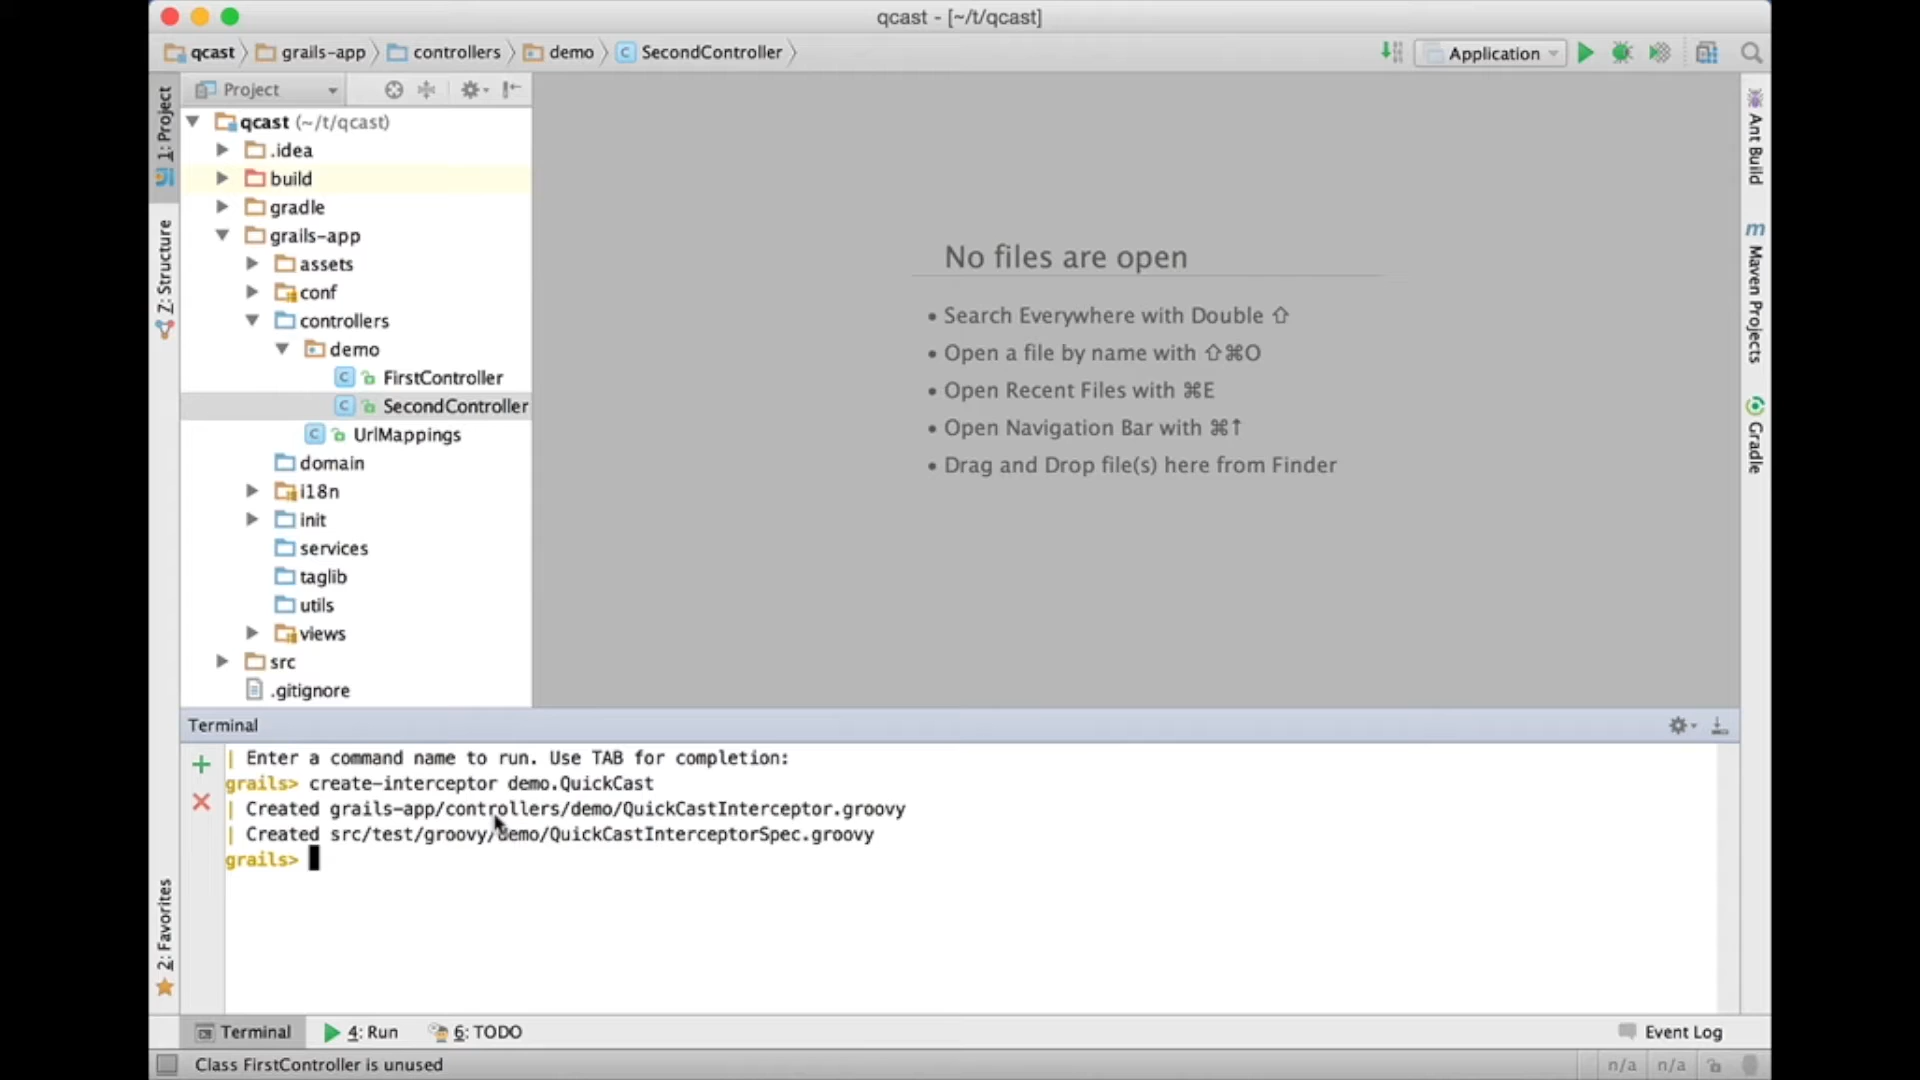 qcast - [~/t/qcast]
qcast grails-app controllers demo SecondController Application
1: Project
Z: Structure
2: Favorites
Project
qcast (~/t/qcast)
.idea
build
gradle
grails-app
assets
conf
controllers
demo
FirstController
SecondController
UrlMappings
domain
i18n
init
services
taglib
utils
views
src
.gitignore
No files are open
• Search Everywhere with Double ⇧
• Open a file by name with ⇧⌘O
• Open Recent Files with ⌘E
• Open Navigation Bar with ⌘↑
• Drag and Drop file(s) here from Finder
Ant Build
Maven Projects
Gradle
Terminal
| Enter a command name to run. Use TAB for completion:
grails> create-interceptor demo.QuickCast
| Created grails-app/controllers/demo/QuickCastInterceptor.groovy
| Created src/test/groovy/demo/QuickCastInterceptorSpec.groovy
grails>
Terminal 4: Run 6: TODO Event Log
Class FirstController is unused n/a n/a